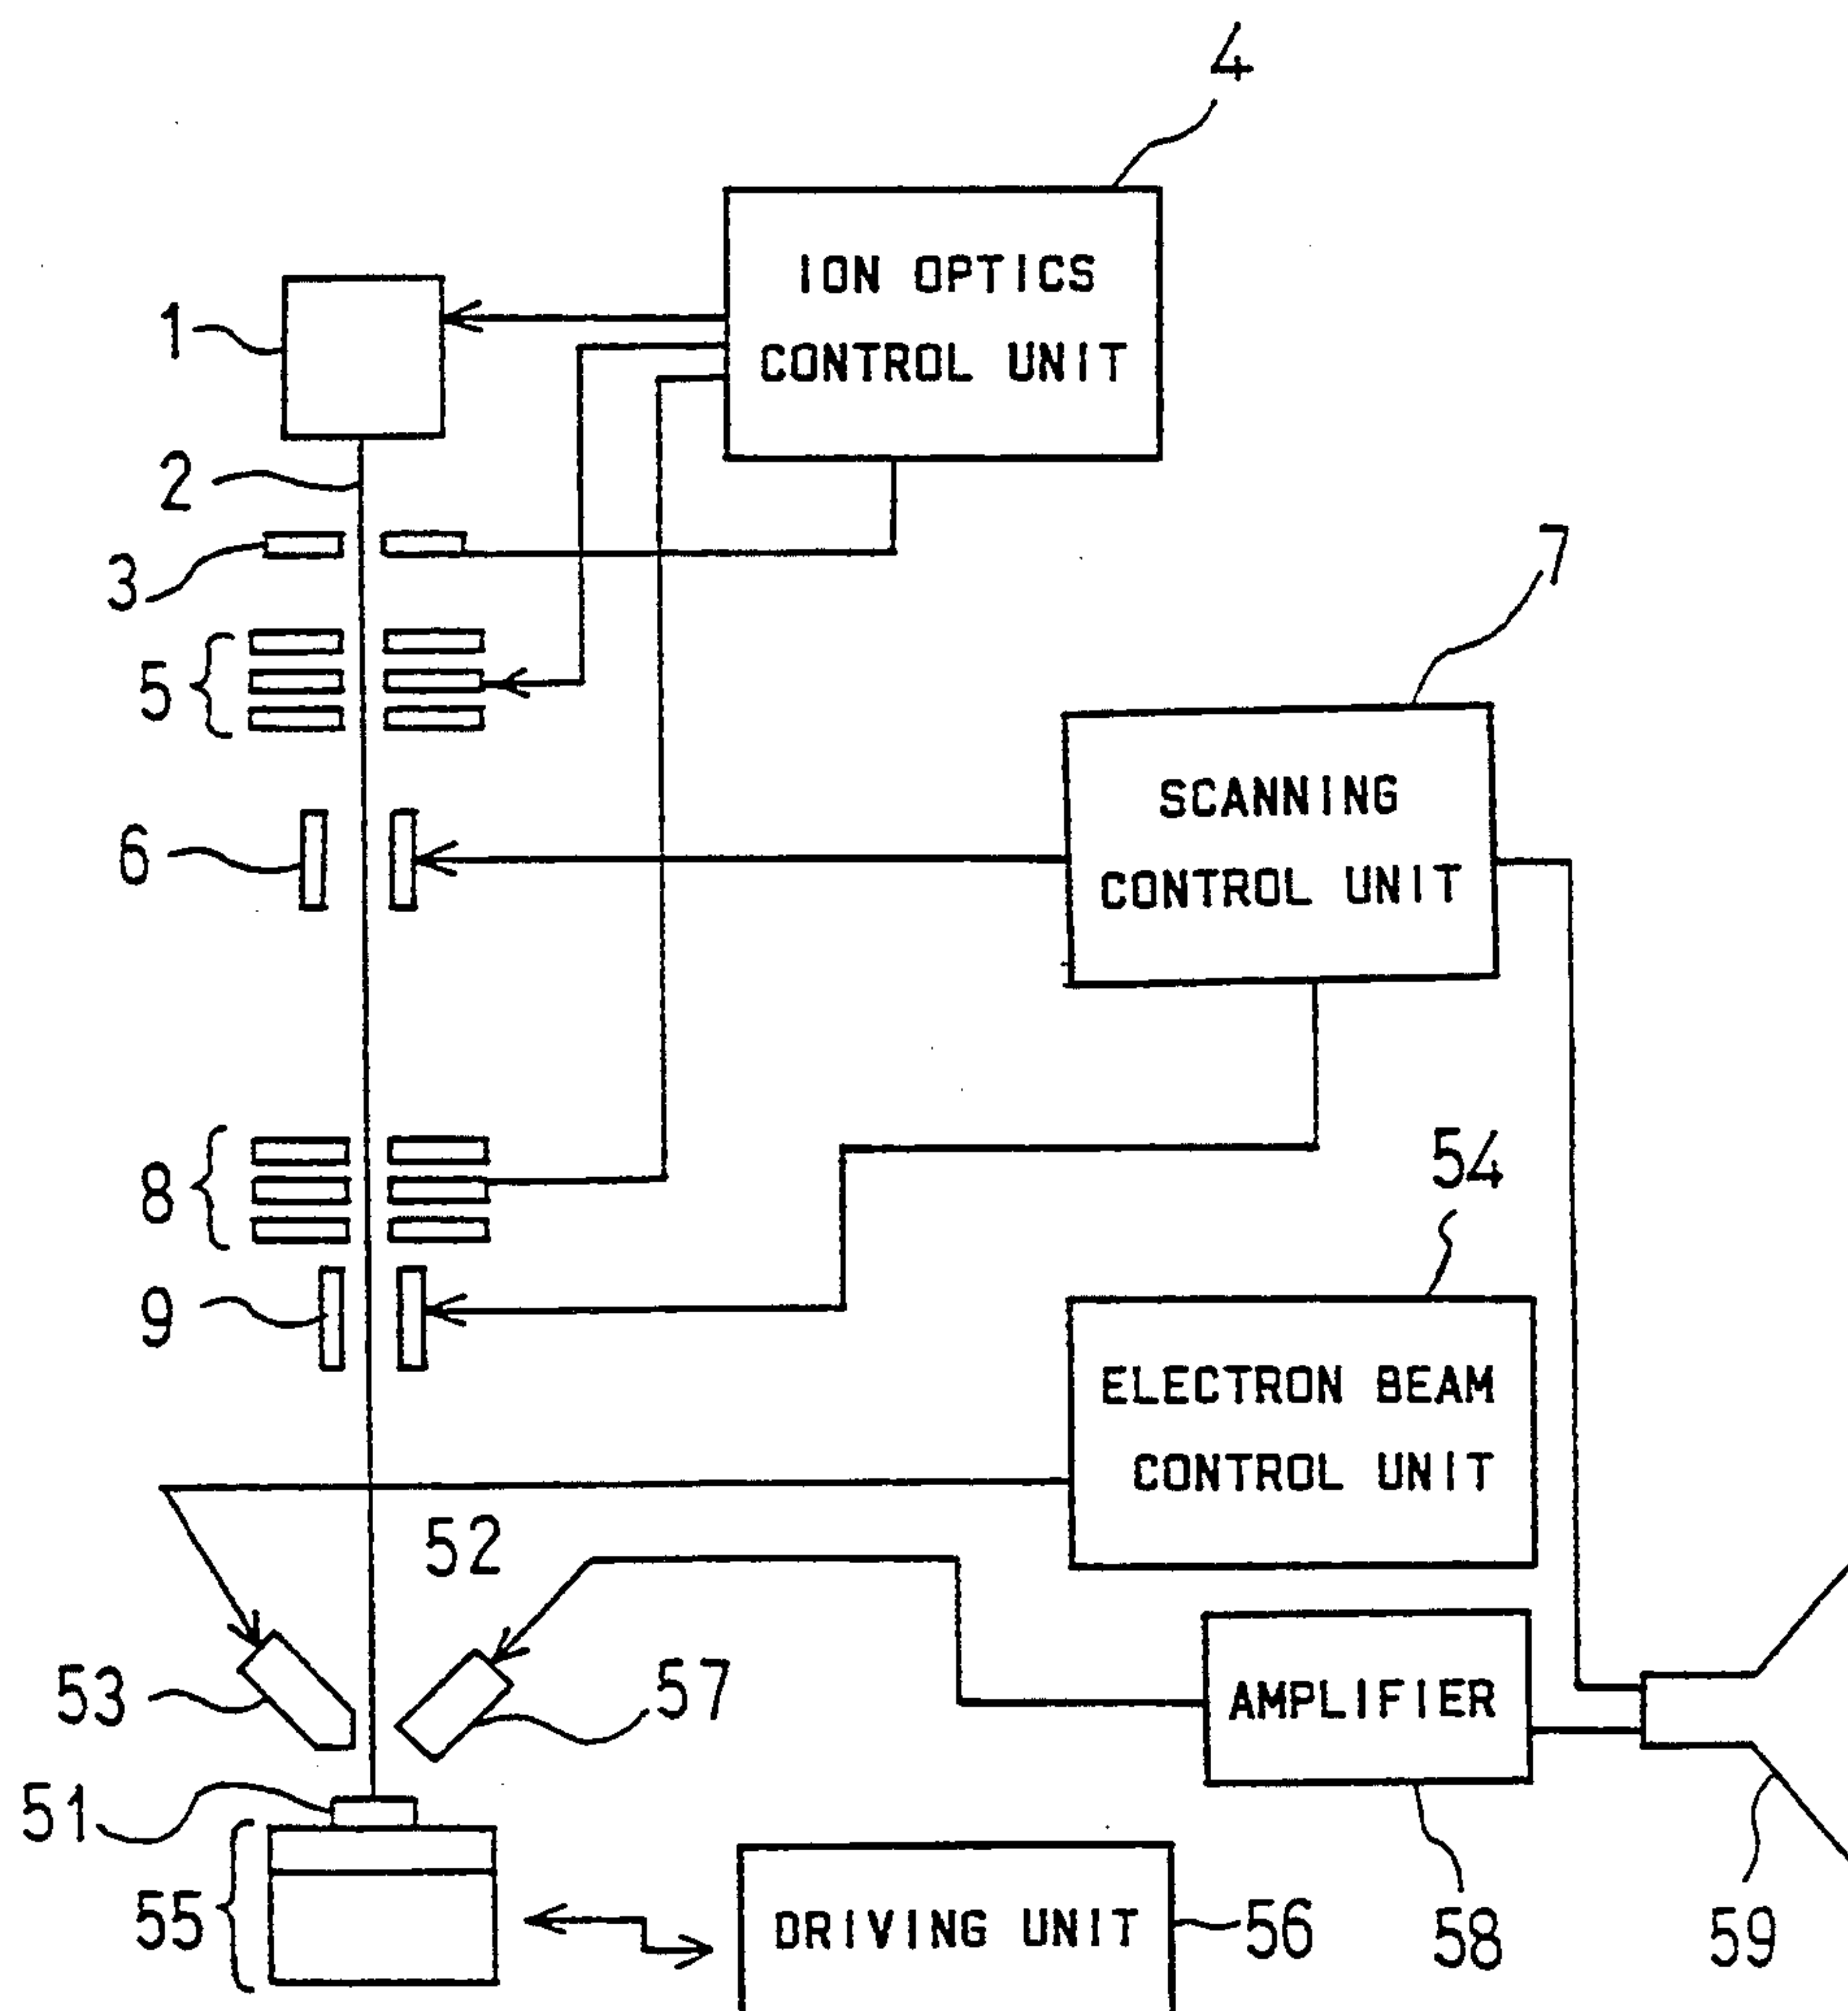 4
ION OPTICS
CONTROL UNIT
1
2
3
7
5
SCANNING
CONTROL UNIT
6
54
8
9
ELECTRON BEAM
CONTROL UNIT
52
53
57
AMPLIFIER
51
55
DRIVING UNIT
56
58
59